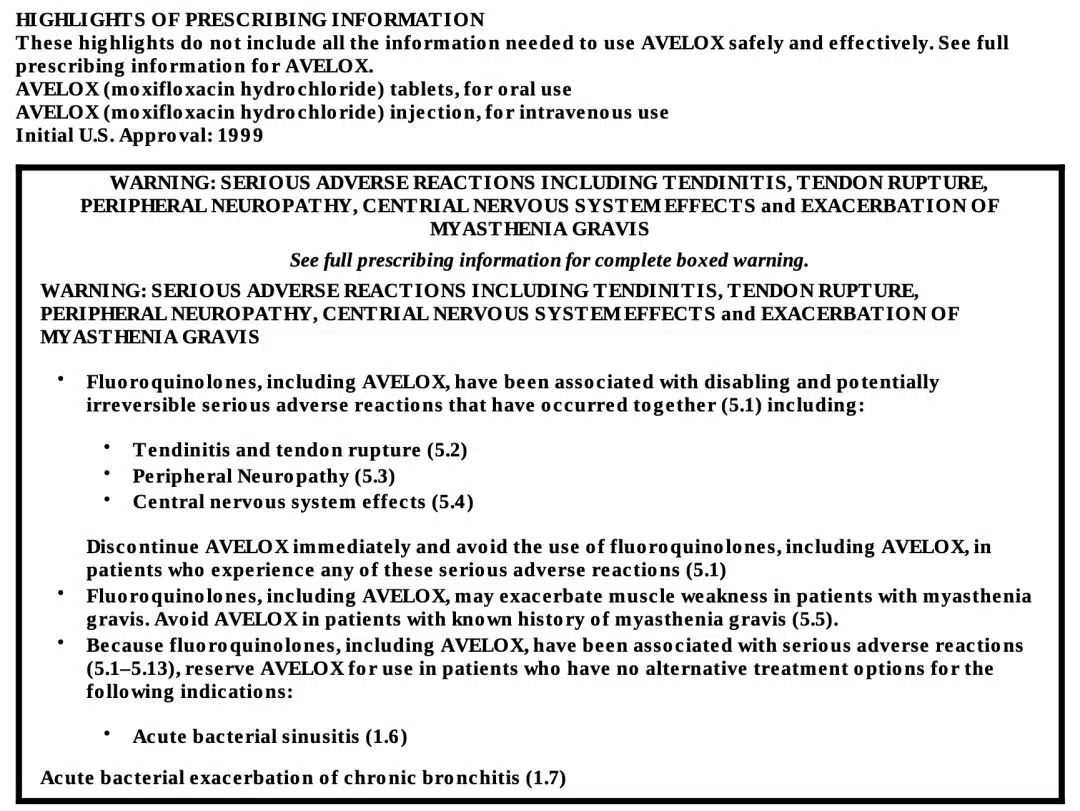 HIGHLIGHTS OF PRESCRIBING INFORMATION
These highlights do not include all the information needed to use AVELOX safely and effectively. See full
prescribing information for AVELOX.
AVELOX (moxifloxacin hydrochloride) tablets, for oral use
AVELOX (moxifloxacin hydrochloride) injection, for intravenous use
Initial U.S. Approval: 1999
WARNING: SERIOUS ADVERSE REACTIONS INCLUDING TENDINITIS, TENDON RUPTURE,
PERIPHERAL NEUROPATHY, CENTRIAL NERVOUS SYSTEM EFFECTS and EXACERBATION OF
MYASTHENIA GRAVIS
See full prescribing information for complete boxed warning.
WARNING: SERIOUS ADVERSE REACTIONS INCLUDING TENDINITIS, TENDON RUPTURE,
PERIPHERAL NEUROPATHY, CENTRIAL NERVOUS SYSTEM EFFECTS and EXACERBATION OF
MYASTHENIA GRAVIS
• Fluoroquinolones, including AVELOX, have been associated with disabling and potentially
irreversible serious adverse reactions that have occurred together (5.1) including:
• Tendinitis and tendon rupture (5.2)
• Peripheral Neuropathy (5.3)
• Central nervous system effects (5.4)
Discontinue AVELOX immediately and avoid the use of fluoroquinolones, including AVELOX, in
patients who experience any of these serious adverse reactions (5.1)
• Fluoroquinolones, including AVELOX, may exacerbate muscle weakness in patients with myasthenia
gravis. Avoid AVELOX in patients with known history of myasthenia gravis (5.5).
• Because fluoroquinolones, including AVELOX, have been associated with serious adverse reactions
(5.1–5.13), reserve AVELOX for use in patients who have no alternative treatment options for the
following indications:
• Acute bacterial sinusitis (1.6)
Acute bacterial exacerbation of chronic bronchitis (1.7)